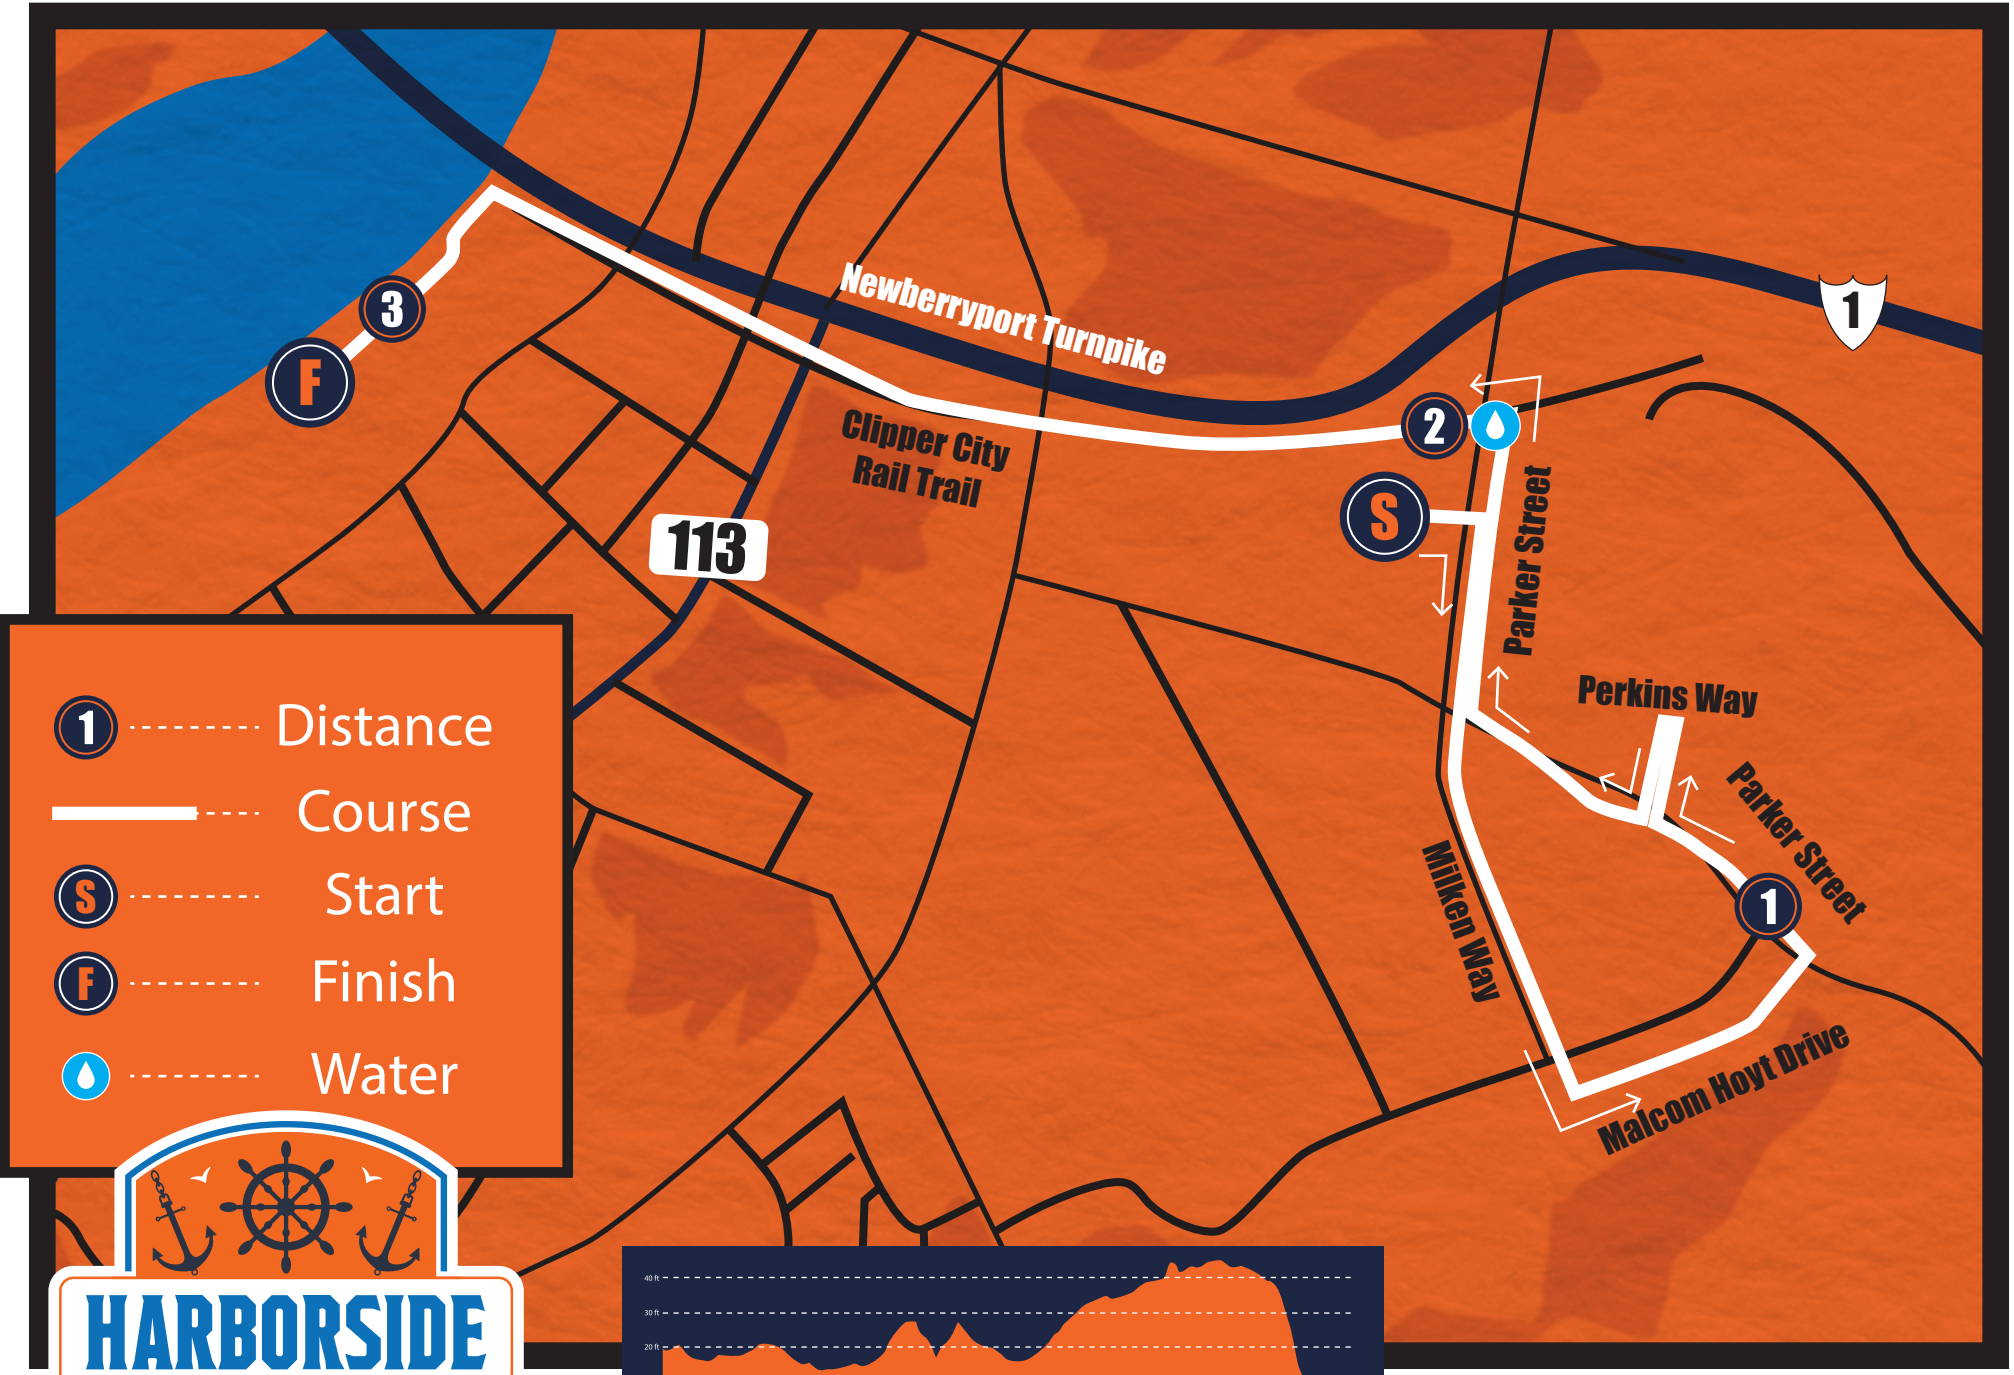 Newberryport Turnpike
1
3
F
2
Clipper City
Rail Trail
S
Parker Street
113
Perkins Way
Parker Street
1
Milken Way
Malcom Hoyt Drive
1 Distance
Course
S Start
F Finish
Water
HARBORSIDE
40 ft
30 ft
20 ft